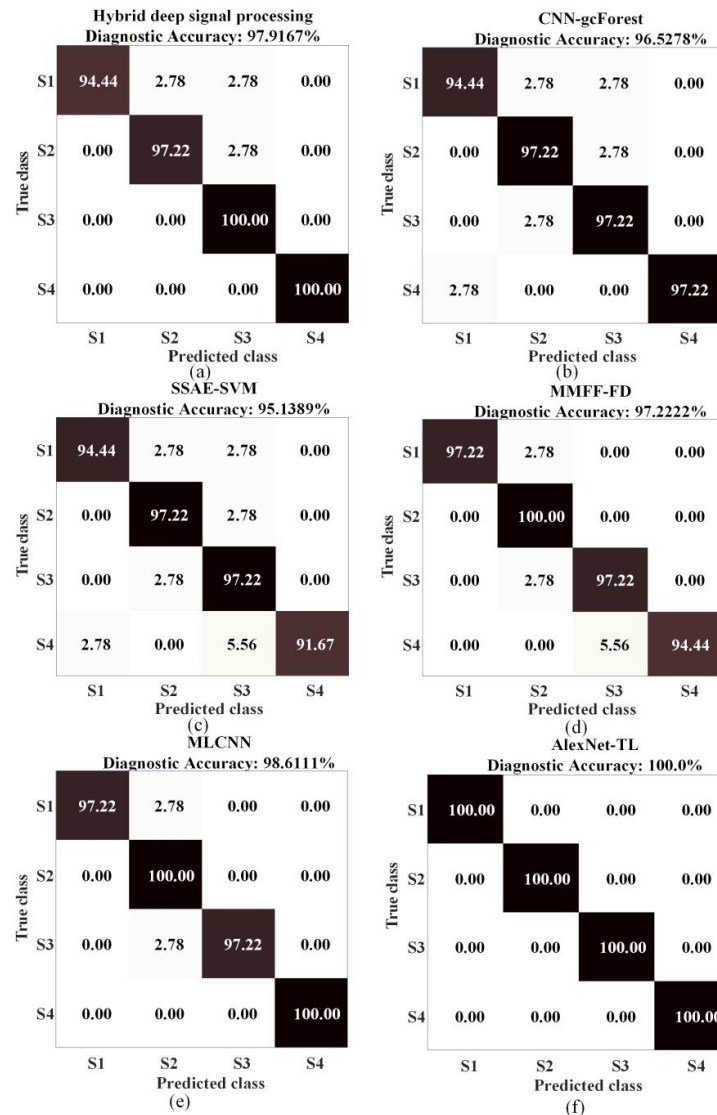 Hybrid deep signal processing
Diagnostic Accuracy: 97.9167%
S1 94.44 2.78 2.78 0.00
S2 0.00 97.22 2.78 0.00
S3 0.00 0.00 100.00 0.00
S4 0.00 0.00 0.00 100.00
True class
S1 S2 S3 S4
Predicted class
(a)
CNN-gcForest
Diagnostic Accuracy: 96.5278%
S1 94.44 2.78 2.78 0.00
S2 0.00 97.22 2.78 0.00
S3 0.00 2.78 97.22 0.00
S4 2.78 0.00 0.00 97.22
True class
S1 S2 S3 S4
Predicted class
(b)
SSAE-SVM
Diagnostic Accuracy: 95.1389%
S1 94.44 2.78 2.78 0.00
S2 0.00 97.22 2.78 0.00
S3 0.00 2.78 97.22 0.00
S4 2.78 0.00 5.56 91.67
True class
S1 S2 S3 S4
Predicted class
(c)
MMFF-FD
Diagnostic Accuracy: 97.2222%
S1 97.22 2.78 0.00 0.00
S2 0.00 100.00 0.00 0.00
S3 0.00 2.78 97.22 0.00
S4 0.00 0.00 5.56 94.44
True class
S1 S2 S3 S4
Predicted class
(d)
MLCNN
Diagnostic Accuracy: 98.6111%
S1 97.22 2.78 0.00 0.00
S2 0.00 100.00 0.00 0.00
S3 0.00 2.78 97.22 0.00
S4 0.00 0.00 0.00 100.00
True class
S1 S2 S3 S4
Predicted class
(e)
AlexNet-TL
Diagnostic Accuracy: 100.0%
S1 100.00 0.00 0.00 0.00
S2 0.00 100.00 0.00 0.00
S3 0.00 0.00 100.00 0.00
S4 0.00 0.00 0.00 100.00
True class
S1 S2 S3 S4
Predicted class
(f)